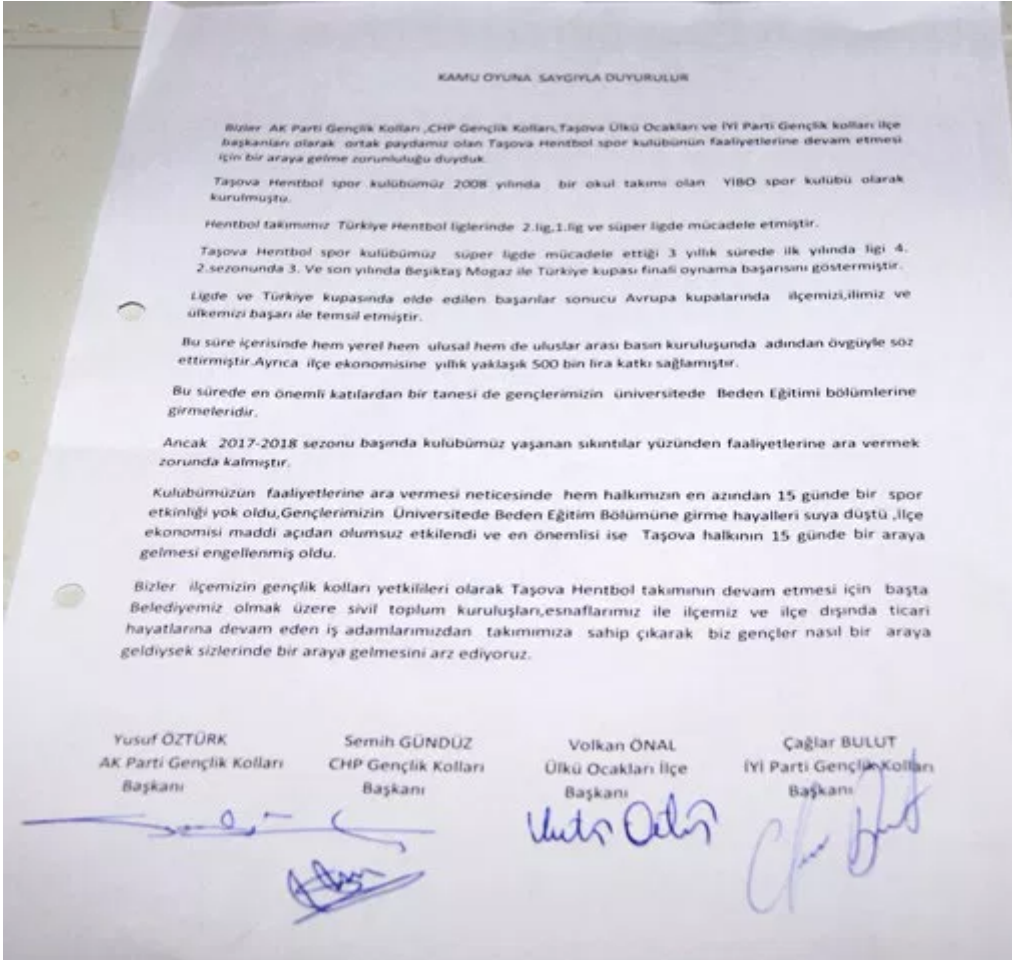 KAMU OYUNA SAYGIYLA DUYURULUR
Bizler AK Parti Gençlik Kolları ,CHP Gençlik Kolları,Taşova Ülkü Ocakları ve İYİ Parti Gençlik kolları ilçe
başkanları olarak ortak paydamız olan Taşova Hentbol spor kulübünün faaliyetlerine devam etmesi
için bir araya gelme zorunluluğu duyduk.
Taşova Hentbol spor kulübümüz 2008 yılında bir okul takımı olan YİBO spor kulübü olarak
kurulmuştu.
Hentbol takımımız Türkiye Hentbol liglerinde 2.lig,1.lig ve süper ligde mücadele etmiştir.
Taşova Hentbol spor kulübümüz süper ligde mücadele ettiği 3 yıllık sürede ilk yılında ligi 4.
2.sezonunda 3. Ve son yılında Beşiktaş Mogaz ile Türkiye kupası finali oynama başarısını göstermiştir.
Ligde ve Türkiye kupasında elde edilen başarılar sonucu Avrupa kupalarında ilçemizi,ilimiz ve
ülkemizi başarı ile temsil etmiştir.
Bu süre içerisinde hem yerel hem ulusal hem de uluslar arası basın kuruluşunda adından övgüyle söz
ettirmiştir.Ayrıca ilçe ekonomisine yıllık yaklaşık 500 bin lira katkı sağlamıştır.
Bu sürede en önemli katılardan bir tanesi de gençlerimizin üniversitede Beden Eğitimi bölümlerine
girmeleridir.
Ancak 2017-2018 sezonu başında kulübümüz yaşanan sıkıntılar yüzünden faaliyetlerine ara vermek
zorunda kalmıştır.
Kulübümüzün faaliyetlerine ara vermesi neticesinde hem halkımızın en azından 15 günde bir spor
etkinliği yok oldu,Gençlerimizin Üniversitede Beden Eğitim Bölümüne girme hayalleri suya düştü ,İlçe
ekonomisi maddi açıdan olumsuz etkilendi ve en önemlisi ise Taşova halkının 15 günde bir araya
gelmesi engellenmiş oldu.
Bizler ilçemizin gençlik kolları yetkilileri olarak Taşova Hentbol takımının devam etmesi için başta
Belediyemiz olmak üzere sivil toplum kuruluşları,esnaflarımız ile ilçemiz ve ilçe dışında ticari
hayatlarına devam eden iş adamlarımızdan takımımıza sahip çıkarak biz gençler nasıl bir araya
geldiysek sizlerinde bir araya gelmesini arz ediyoruz.
Yusuf ÖZTÜRK Semih GÜNDÜZ Volkan ÖNAL Çağlar BULUT
AK Parti Gençlik Kolları CHP Gençlik Kolları Ülkü Ocakları İlçe İYİ Parti Gençlik Kolları
Başkanı Başkanı Başkanı Başkanı